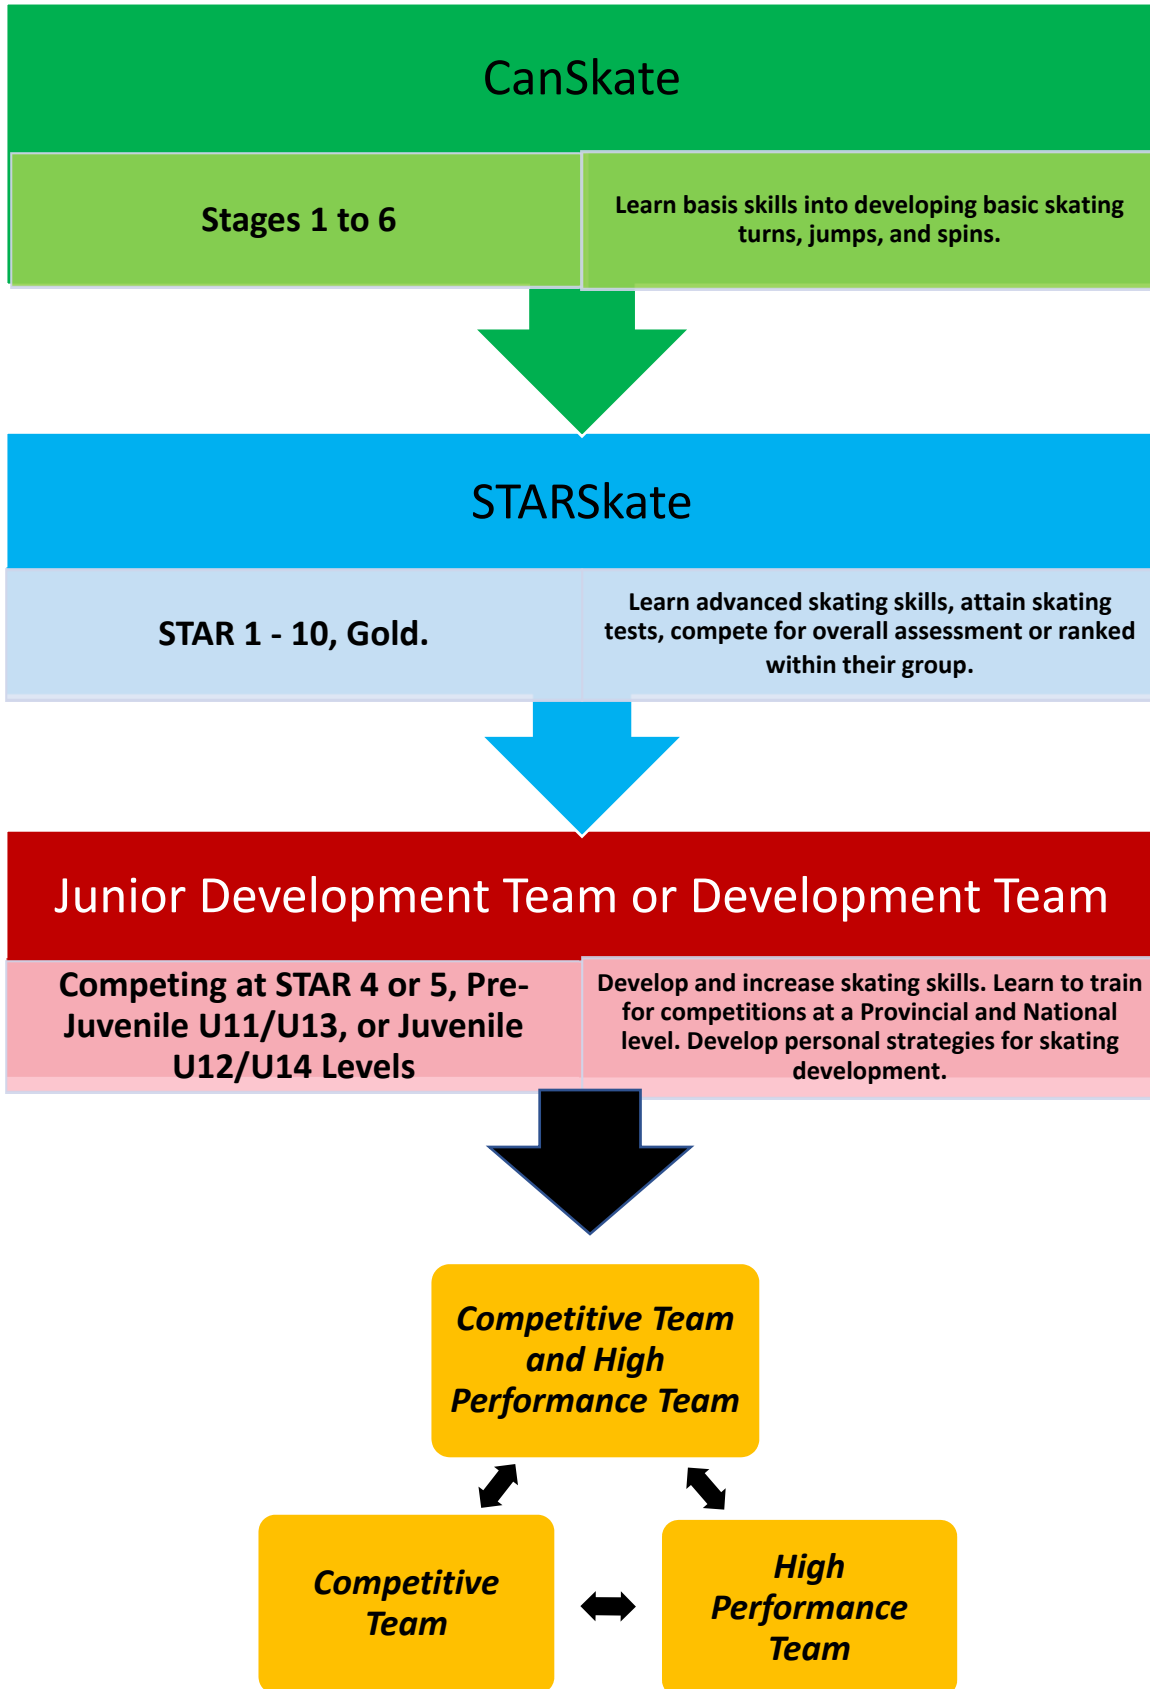 CanSkate
Stages 1 to 6
Learn basis skills into developing basic skating
turns, jumps, and spins.
STARSkate
STAR 1 - 10, Gold.
Learn advanced skating skills, attain skating
tests, compete for overall assessment or ranked
within their group.
Junior Development Team or Development Team
Competing at STAR 4 or 5, Pre-
Juvenile U11/U13, or Juvenile
U12/U14 Levels
Develop and increase skating skills. Learn to train
for competitions at a Provincial and National
level. Develop personal strategies for skating
development.
Competitive Team
and High
Performance Team
Competitive
Team
High
Performance
Team